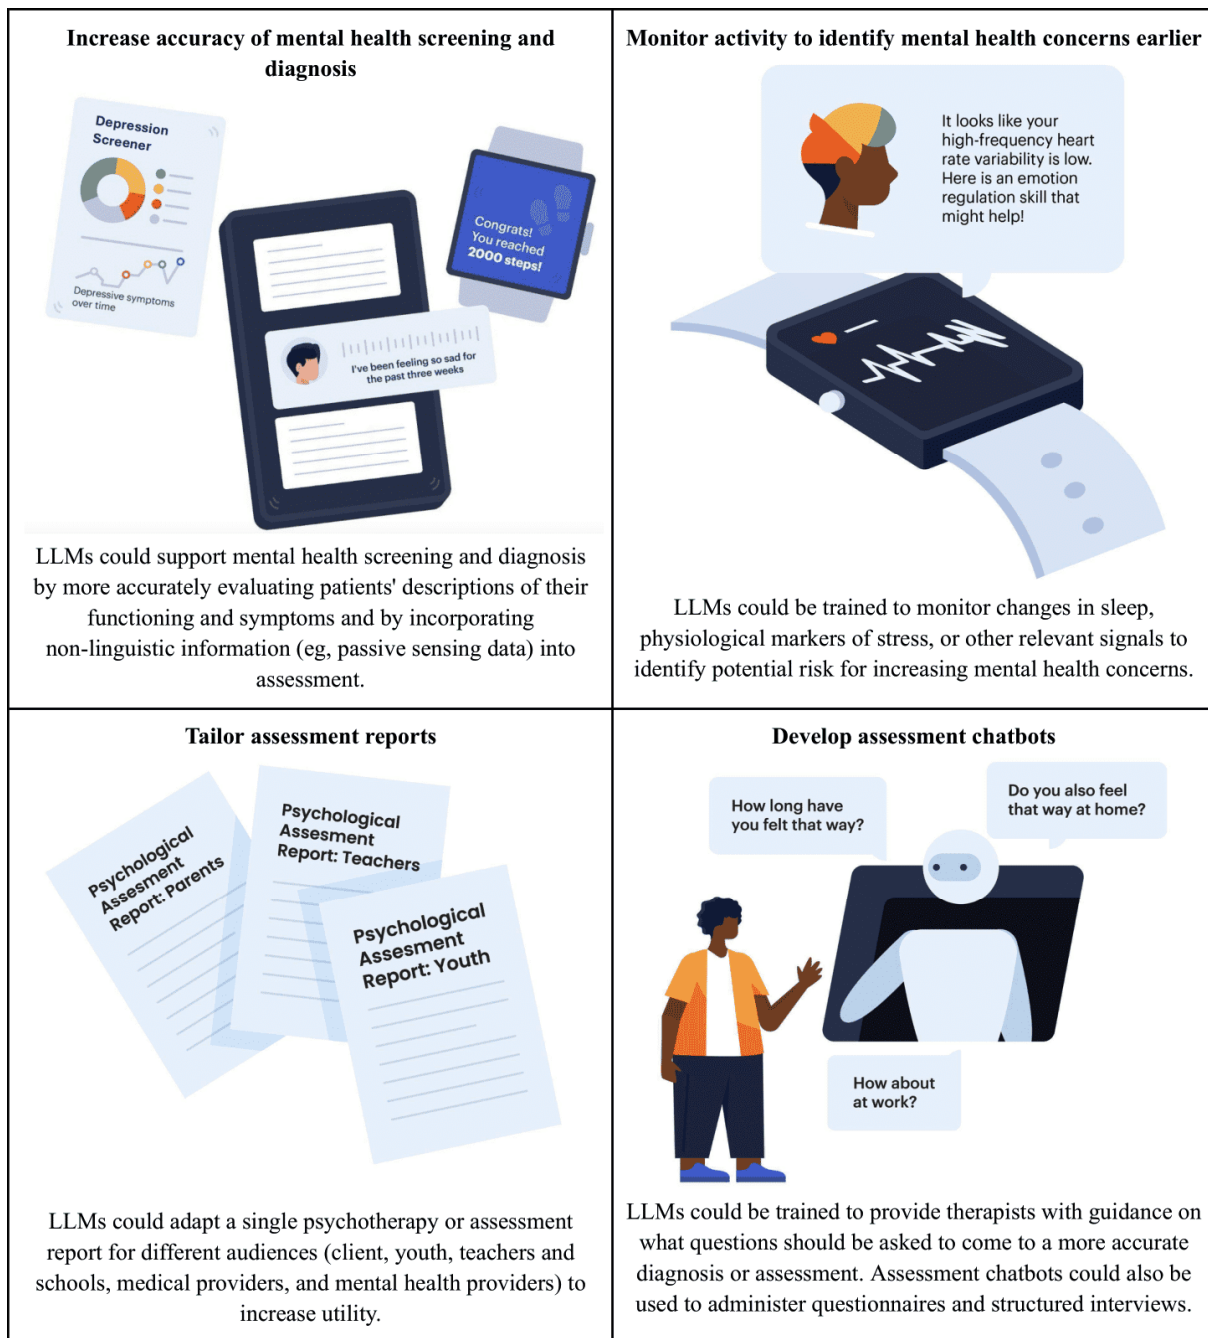 Increase accuracy of mental health screening and
diagnosis
Depression
Screener
Depressive symptoms
over time
I've been feeling so sad for
the past three weeks
Congrats!
You reached
2000 steps!
LLMs could support mental health screening and diagnosis
by more accurately evaluating patients' descriptions of their
functioning and symptoms and by incorporating
non-linguistic information (eg, passive sensing data) into
assessment.
Monitor activity to identify mental health concerns earlier
It looks like your
high-frequency heart
rate variability is low.
Here is an emotion
regulation skill that
might help!
LLMs could be trained to monitor changes in sleep,
physiological markers of stress, or other relevant signals to
identify potential risk for increasing mental health concerns.
Tailor assessment reports
Psychological
Assesment
Report: Parents
Psychological
Assesment
Report: Teachers
Psychological
Assesment
Report: Youth
LLMs could adapt a single psychotherapy or assessment
report for different audiences (client, youth, teachers and
schools, medical providers, and mental health providers) to
increase utility.
Develop assessment chatbots
How long have
you felt that way?
Do you also feel
that way at home?
How about
at work?
LLMs could be trained to provide therapists with guidance on
what questions should be asked to come to a more accurate
diagnosis or assessment. Assessment chatbots could also be
used to administer questionnaires and structured interviews.